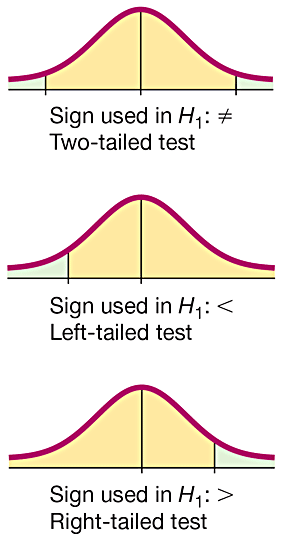 Sign used in H₁: ≠
Two-tailed test
Sign used in H₁: <
Left-tailed test
Sign used in H₁: >
Right-tailed test